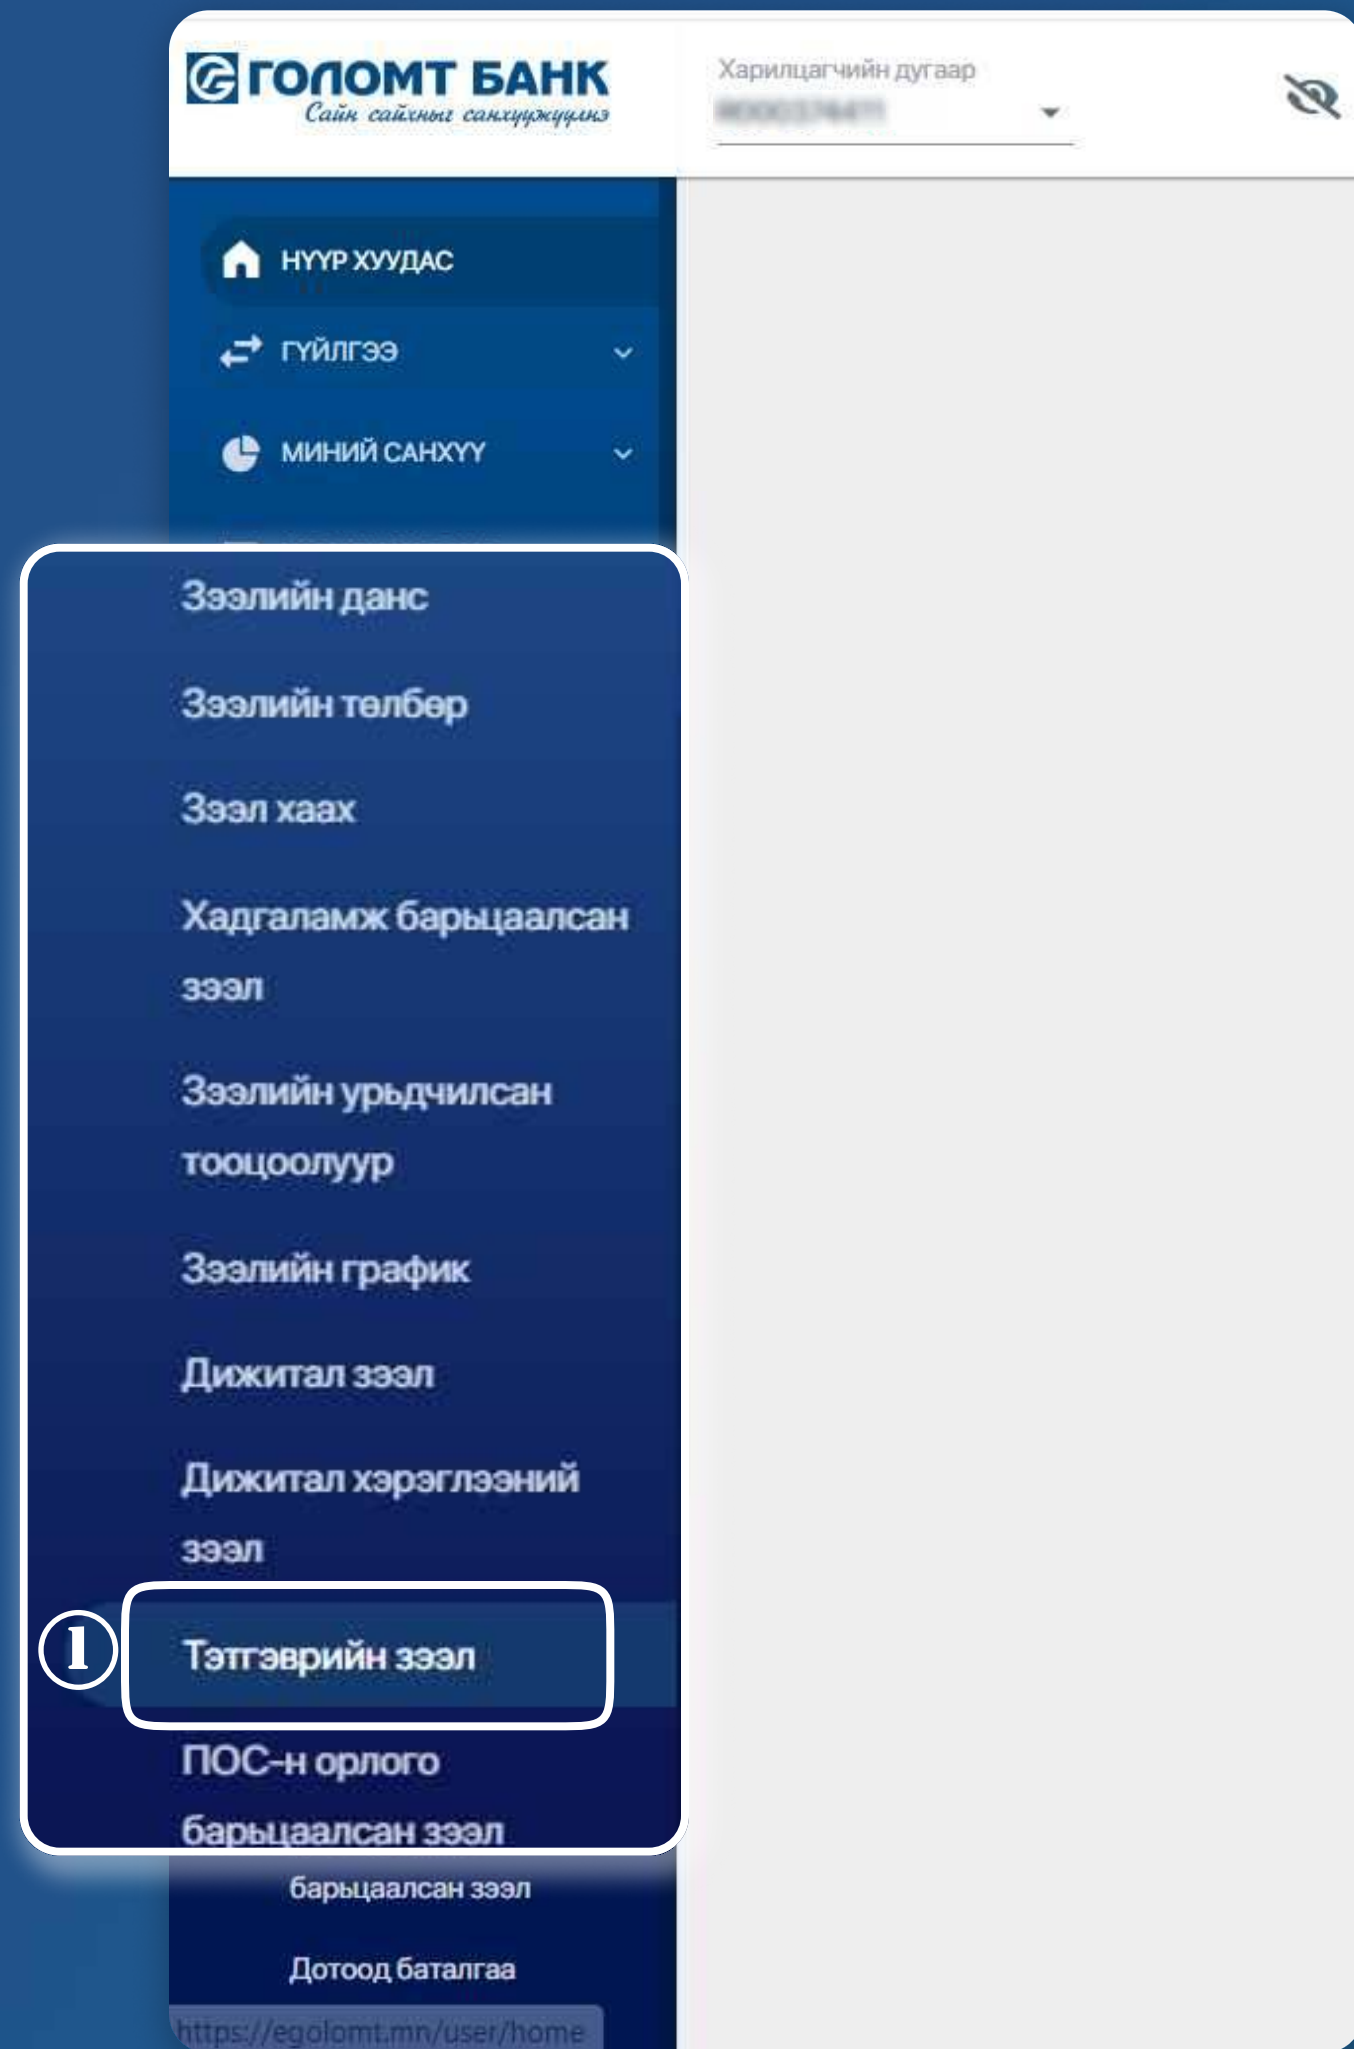 ГОЛОМТ БАНК
Сайн сайхныг санхүүжүүлнэ
Харилцагчийн дугаар
НҮҮР ХУУДАС
ГҮЙЛГЭЭ
МИНИЙ САНХҮҮ
Зээлийн данс
Зээлийн төлбөр
Зээл хаах
Хадгаламж барьцаалсан
зээл
Зээлийн урьдчилсан
тооцоолуур
Зээлийн график
Дижитал зээл
Дижитал хэрэглээний
зээл
1
Тэтгэврийн зээл
ПОС-н орлого
барьцаалсан зээл
барьцаалсан зээл
Дотоод баталгаа
https://egolomt.mn/user/home